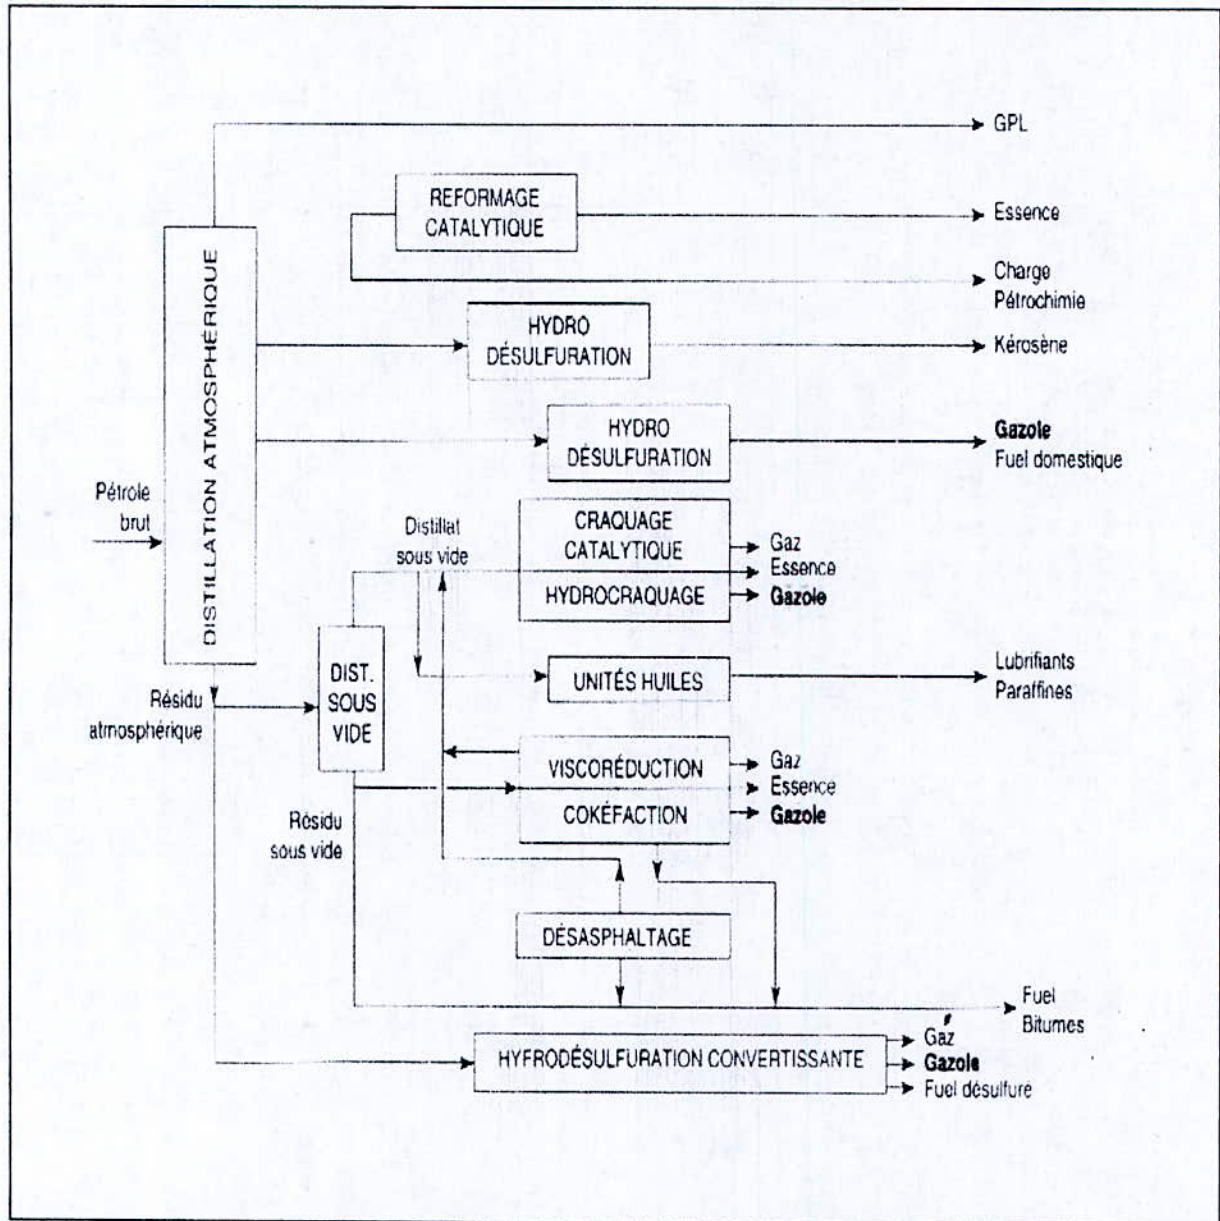 GPL
REFORMAGE
CATALYTIQUE
Essence
Charge
Pétrochimie
HYDRO
DÉSULFURATION
Kérosène
DISTILLATION ATMOSPHÉRIQUE
HYDRO
DÉSULFURATION
Gazole
Fuel domestique
Pétrole
brut
Distillat
sous vide
CRAQUAGE
CATALYTIQUE
HYDROCRAQUAGE
Gaz
Essence
Gazole
DIST.
SOUS
VIDE
UNITÉS HUILES
Lubrifiants
Paraffines
Résidu
atmosphérique
VISCORÉDUCTION
COKÉFACTION
Gaz
Essence
Gazole
Résidu
sous vide
DÉSASPHALTAGE
Fuel
Bitumes
HYFRODÉSULFURATION CONVERTISSANTE
Gaz
Gazole
Fuel désulfuré